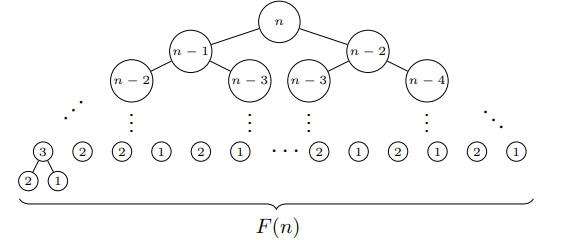 n
n − 1 n − 2
n − 2 n − 3 n − 3 n − 4
3 2 2 1 2 1 ⋯ 2 1 2 1 2 1
2 1
F(n)